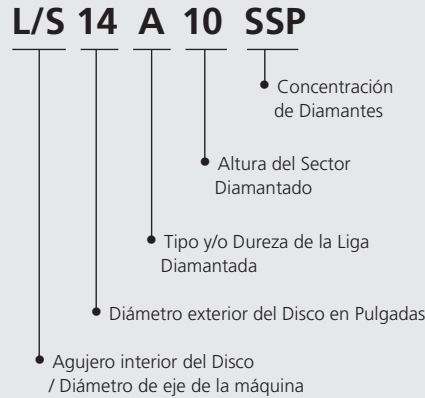 L/S 14 A 10 SSP
Concentración
de Diamantes
Altura del Sector
Diamantado
Tipo y/o Dureza de la Liga
Diamantada
Diámetro exterior del Disco en Pulgadas
Agujero interior del Disco
/ Diámetro de eje de la máquina